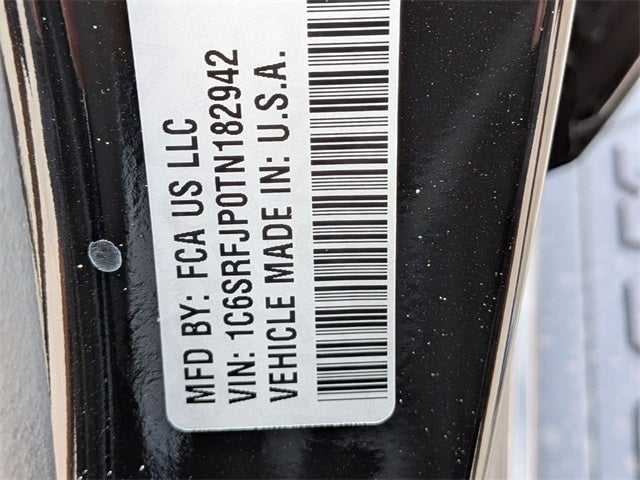 MFD BY: FCA US LLC
VIN: 1C6SRFJP0TN182942
VEHICLE MADE IN: U.S.A.